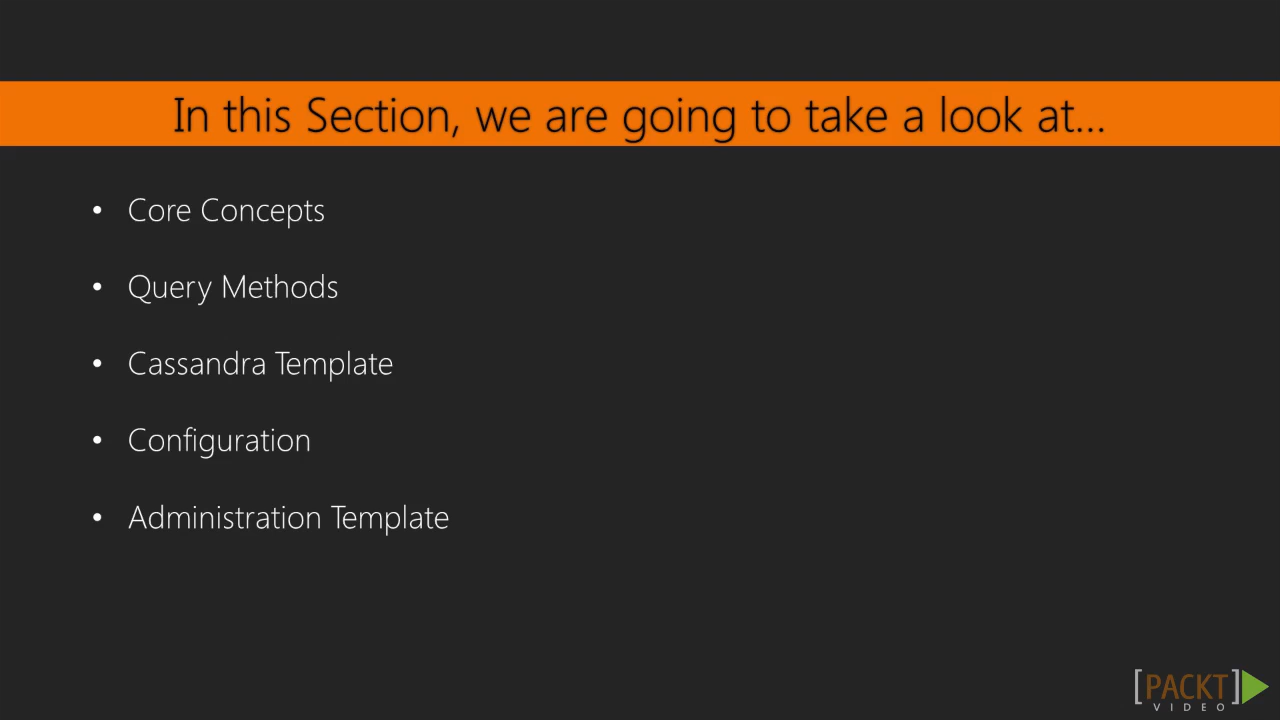 In this Section, we are going to take a look at...
• Core Concepts
• Query Methods
• Cassandra Template
• Configuration
• Administration Template
[PACKT]
VIDEO